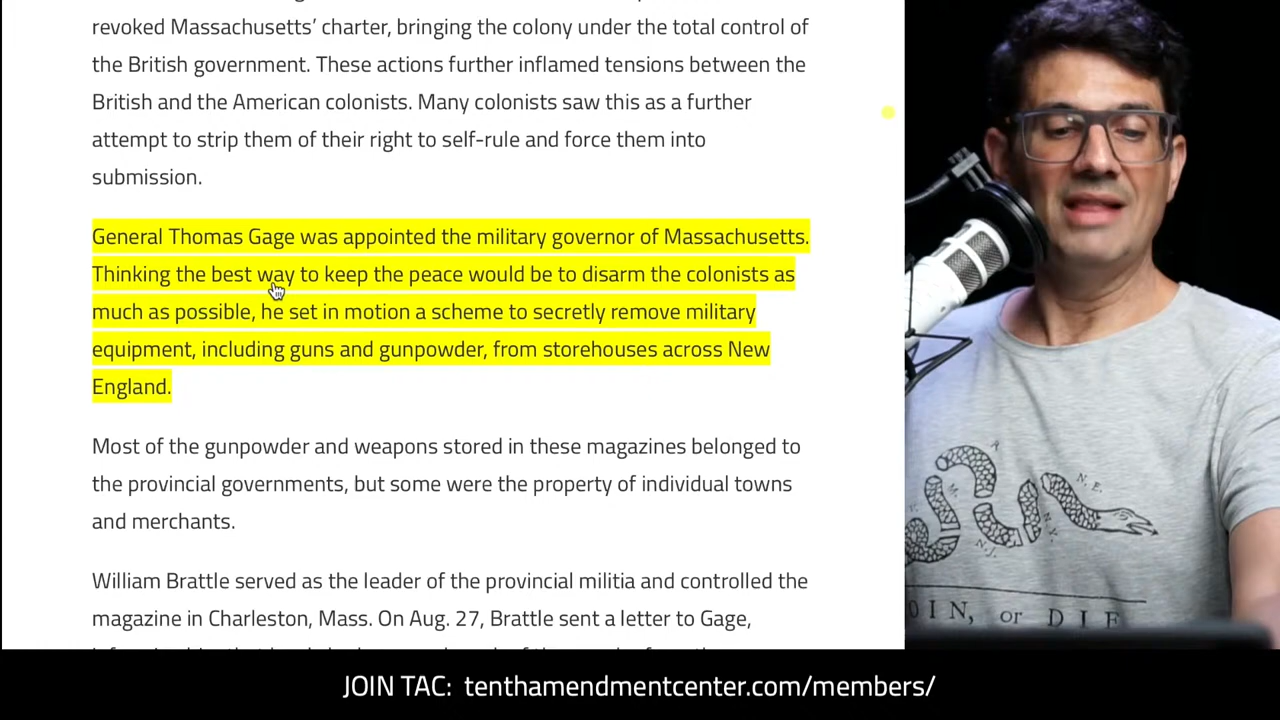 revoked Massachusetts’ charter, bringing the colony under the total control of
the British government. These actions further inflamed tensions between the
British and the American colonists. Many colonists saw this as a further
attempt to strip them of their right to self-rule and force them into
submission.
General Thomas Gage was appointed the military governor of Massachusetts.
Thinking the best way to keep the peace would be to disarm the colonists as
much as possible, he set in motion a scheme to secretly remove military
equipment, including guns and gunpowder, from storehouses across New
England.
Most of the gunpowder and weapons stored in these magazines belonged to
the provincial governments, but some were the property of individual towns
and merchants.
William Brattle served as the leader of the provincial militia and controlled the
magazine in Charleston, Mass. On Aug. 27, Brattle sent a letter to Gage,
N. E.
N. Y.
N. J.
OIN, or DIE
JOIN TAC: tenthamendmentcenter.com/members/